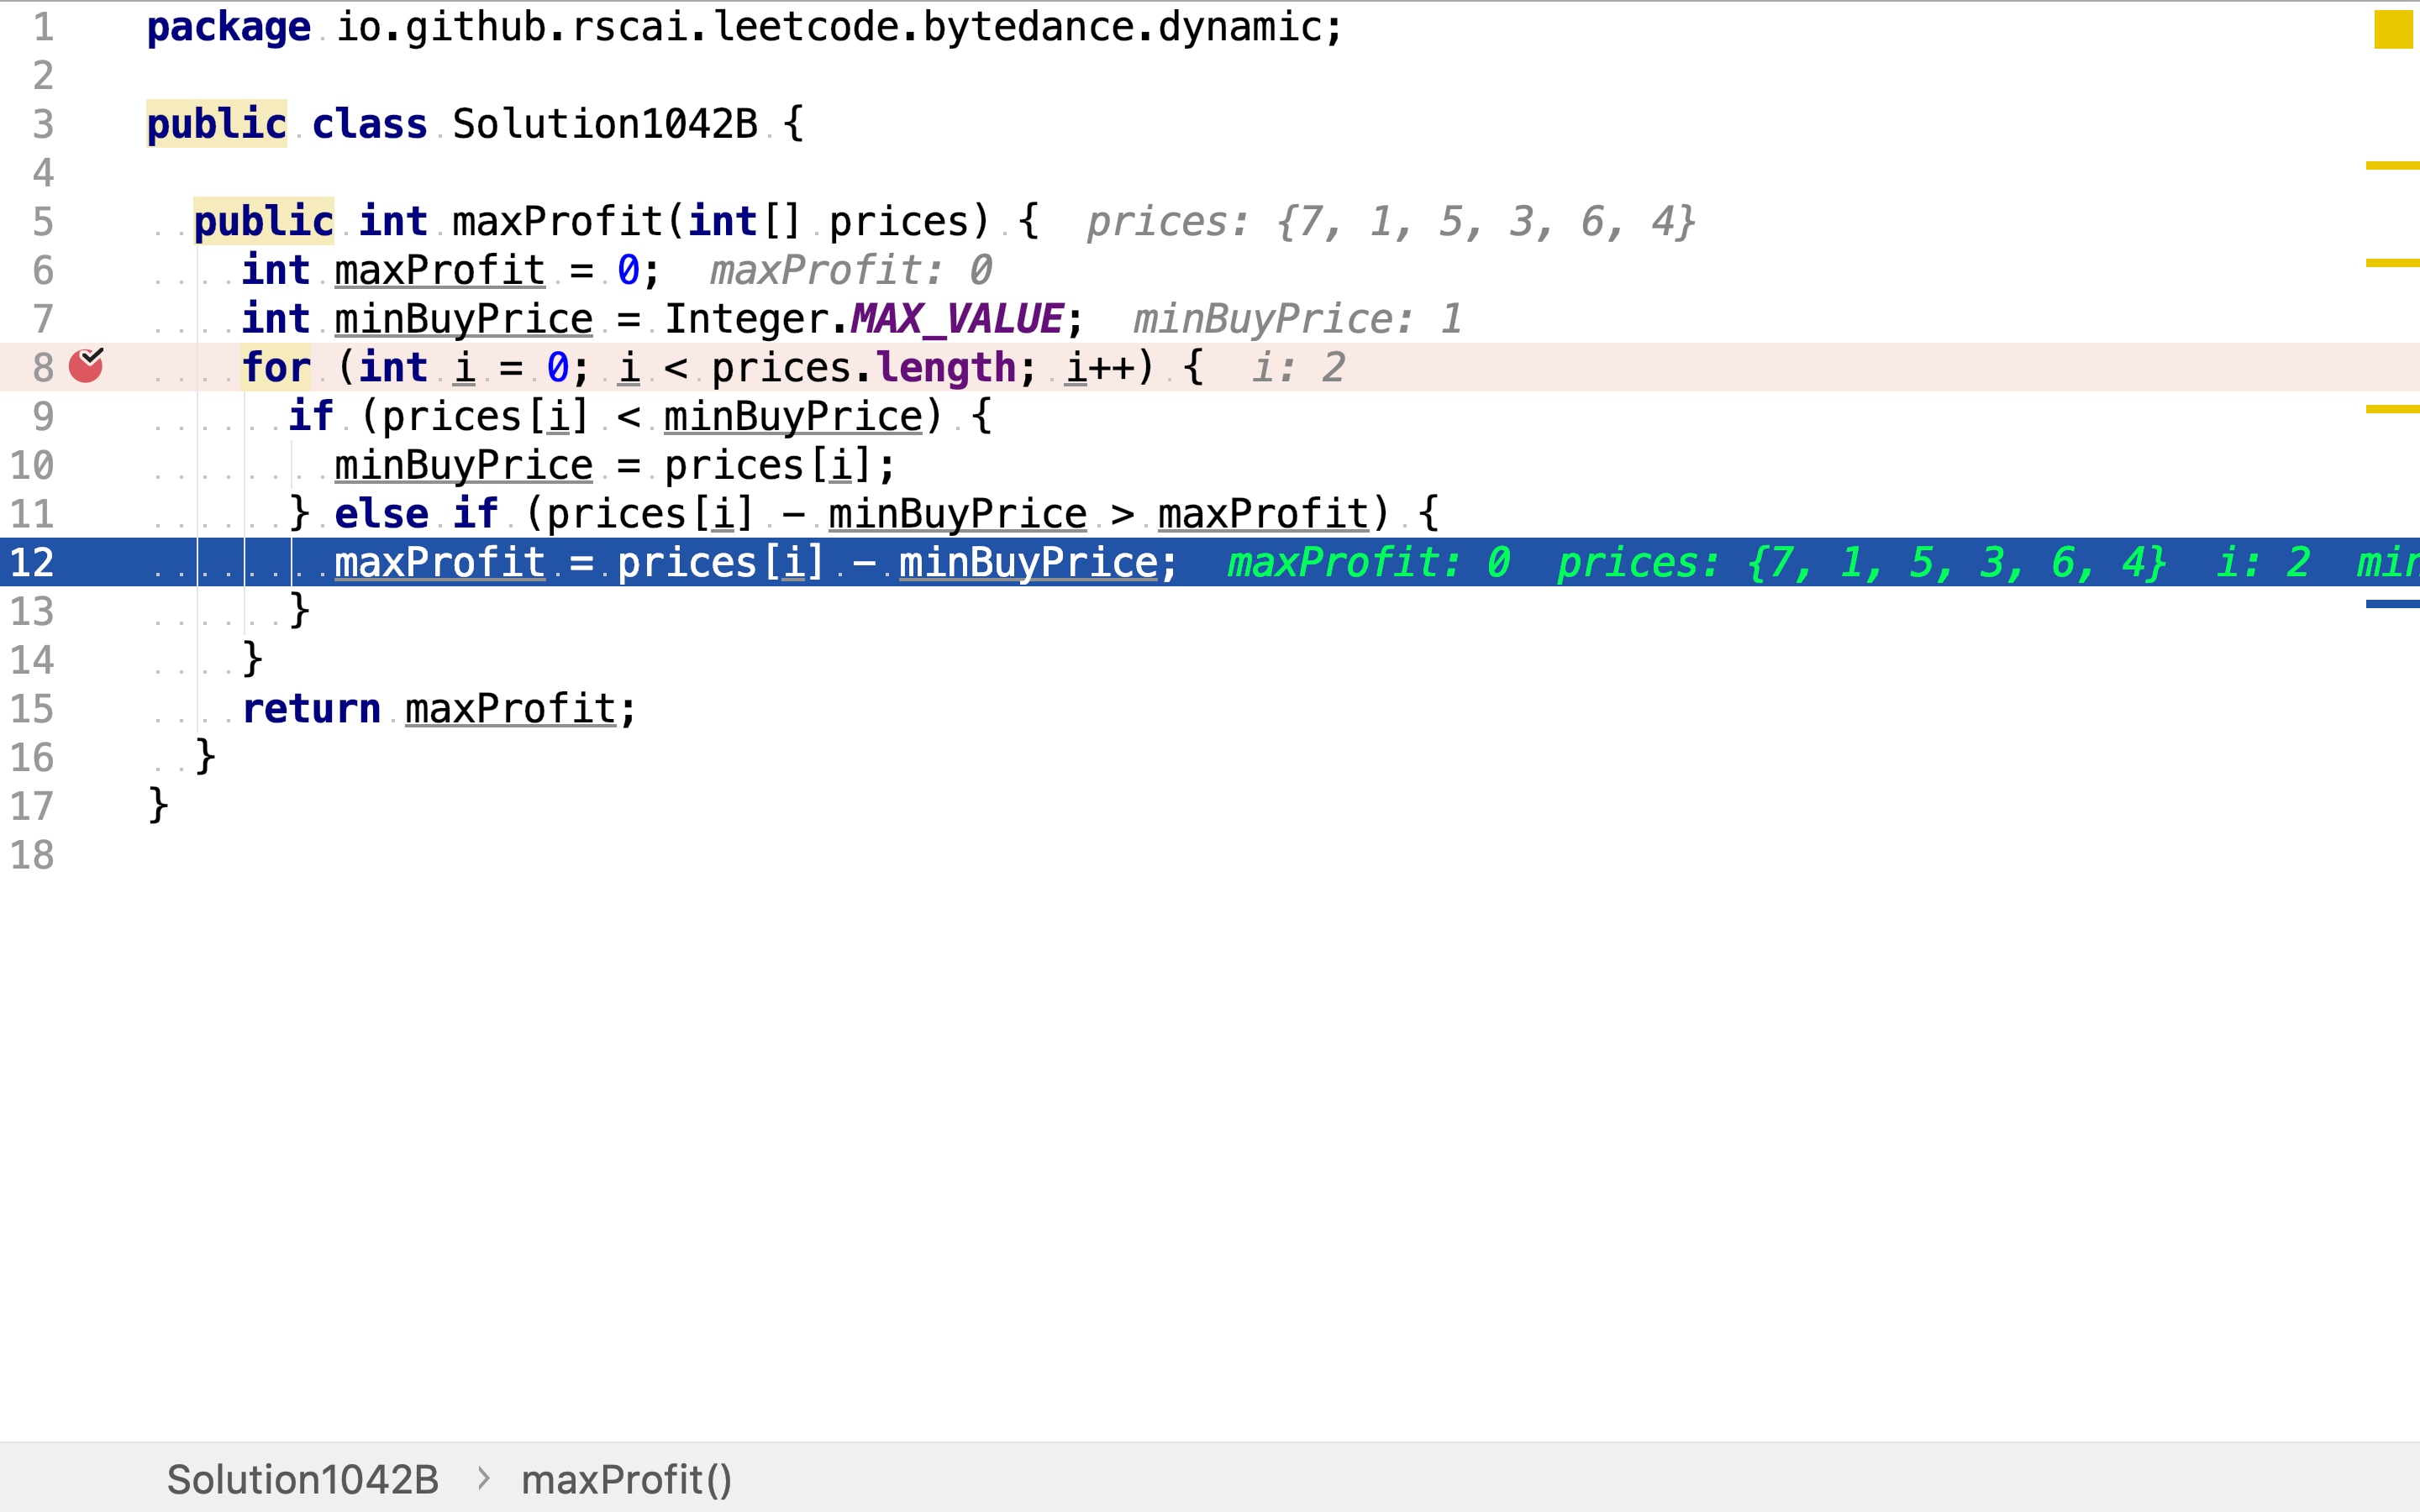 1 package io.github.rscai.leetcode.bytedance.dynamic;
2
3 public class Solution1042B {
4
5 public int maxProfit(int[] prices) { prices: {7, 1, 5, 3, 6, 4}
6 int maxProfit = 0; maxProfit: 0
7 int minBuyPrice = Integer.MAX_VALUE; minBuyPrice: 1
8 for (int i = 0; i < prices.length; i++) { i: 2
9 if (prices[i] < minBuyPrice) {
10 minBuyPrice = prices[i];
11 } else if (prices[i] - minBuyPrice > maxProfit) {
12 maxProfit = prices[i] - minBuyPrice; maxProfit: 0 prices: {7, 1, 5, 3, 6, 4} i: 2
13 }
14 }
15 return maxProfit;
16 }
17 }
18
Solution1042B > maxProfit()